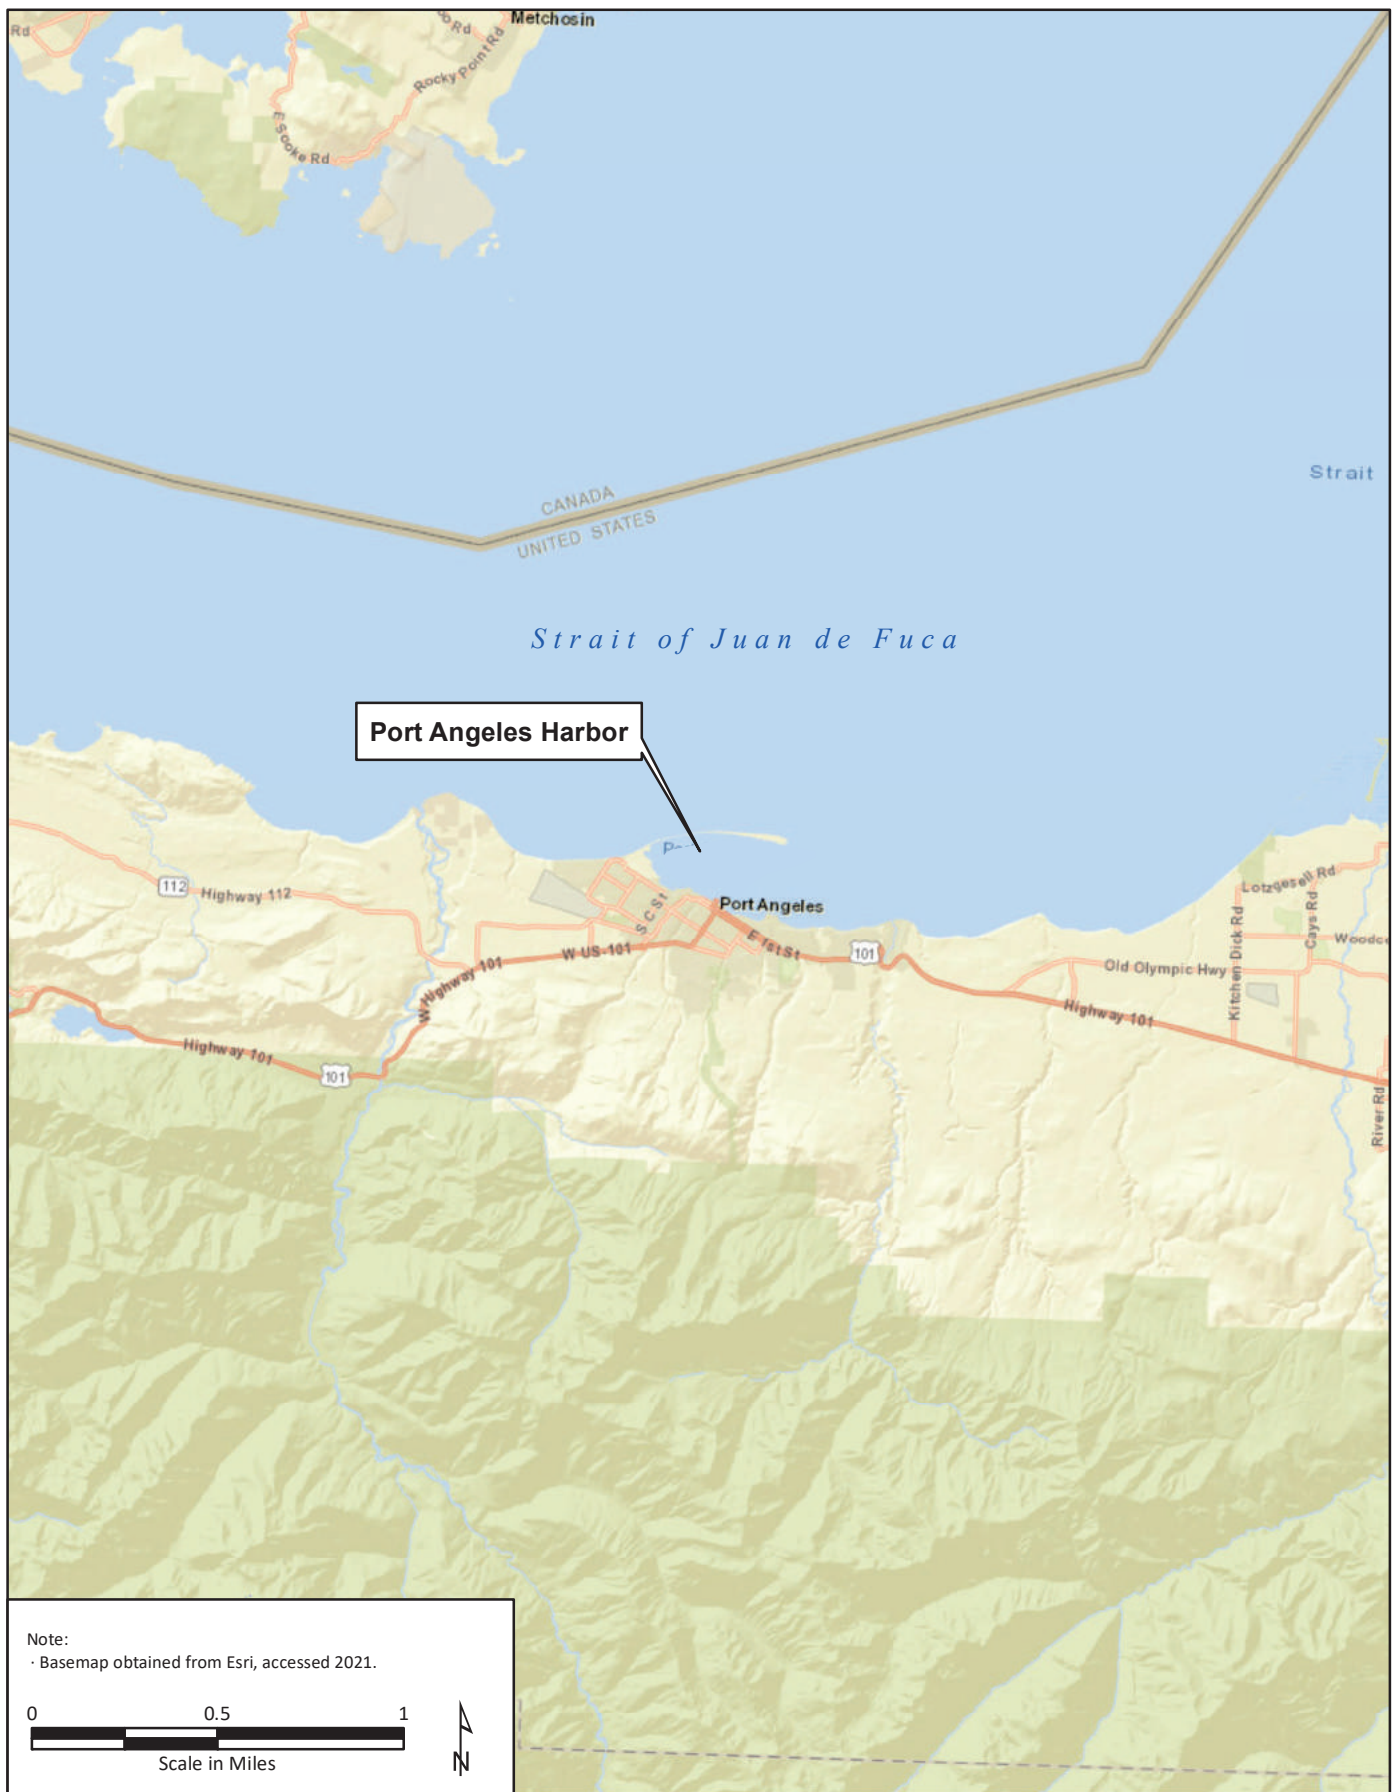 Metchosin
Rd
Rd
Rocky Point Rd
E Sooke Rd
Strait
CANADA
UNITED STATES
Strait of Juan de Fuca
Port Angeles Harbor
112
Highway 112
S C St
Port Angeles
E 1st St
W US-101
101
W Highway 101
Lotzgesell Rd
Cays Rd
Kitchen Dick Rd
Old Olympic Hwy
Highway 101
Highway 101
101
River Rd
Note:
· Basemap obtained from Esri, accessed 2021.
0 0.5 1
Scale in Miles
N